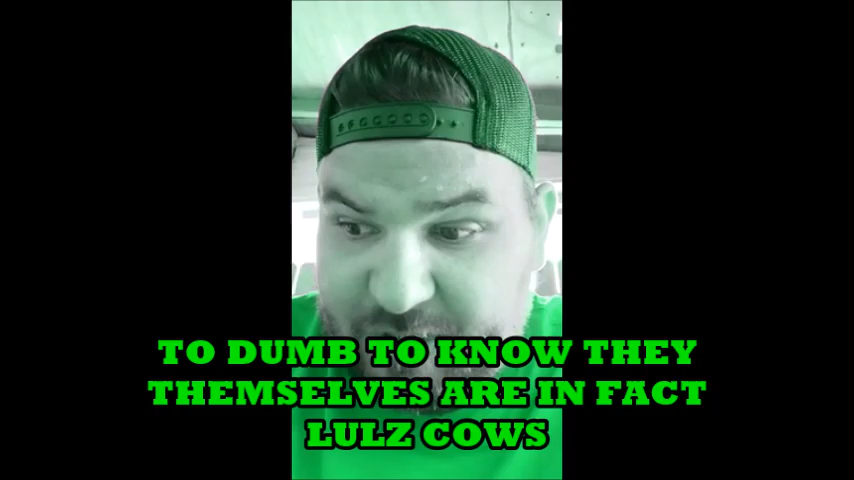 TO DUMB TO KNOW THEY
THEMSELVES ARE IN FACT
LULZ COWS